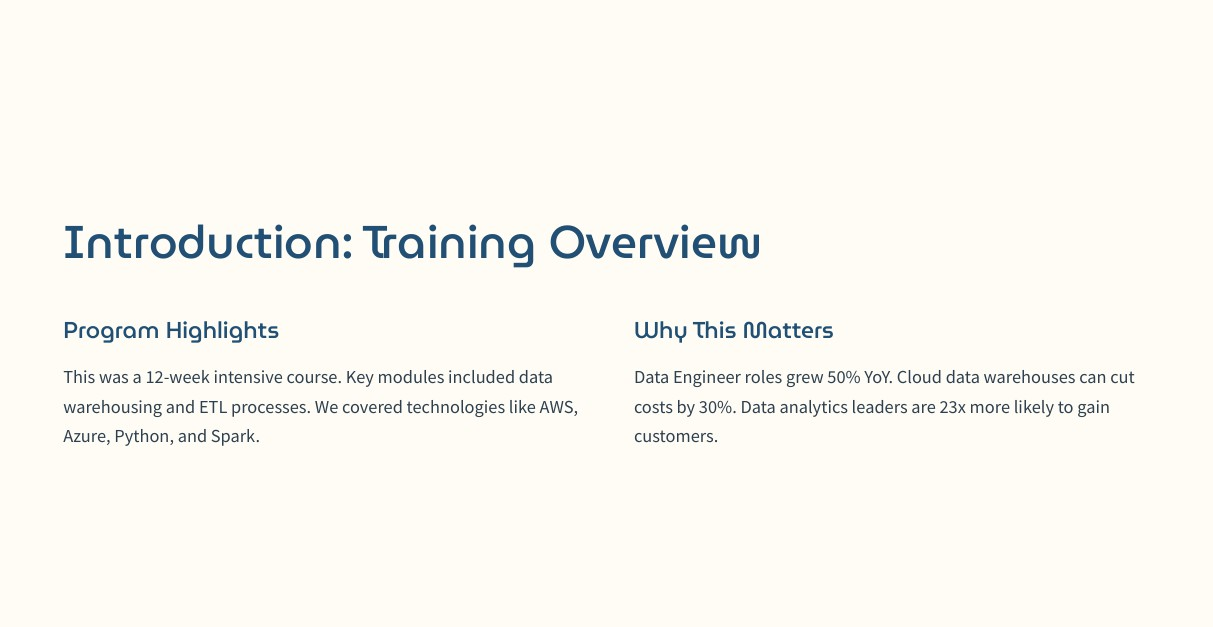 Introduction: Training Overview
Program Highlights
This was a 12-week intensive course. Key modules included data
warehousing and ETL processes. We covered technologies like AWS,
Azure, Python, and Spark.
Why This Matters
Data Engineer roles grew 50% YoY. Cloud data warehouses can cut
costs by 30%. Data analytics leaders are 23x more likely to gain
customers.